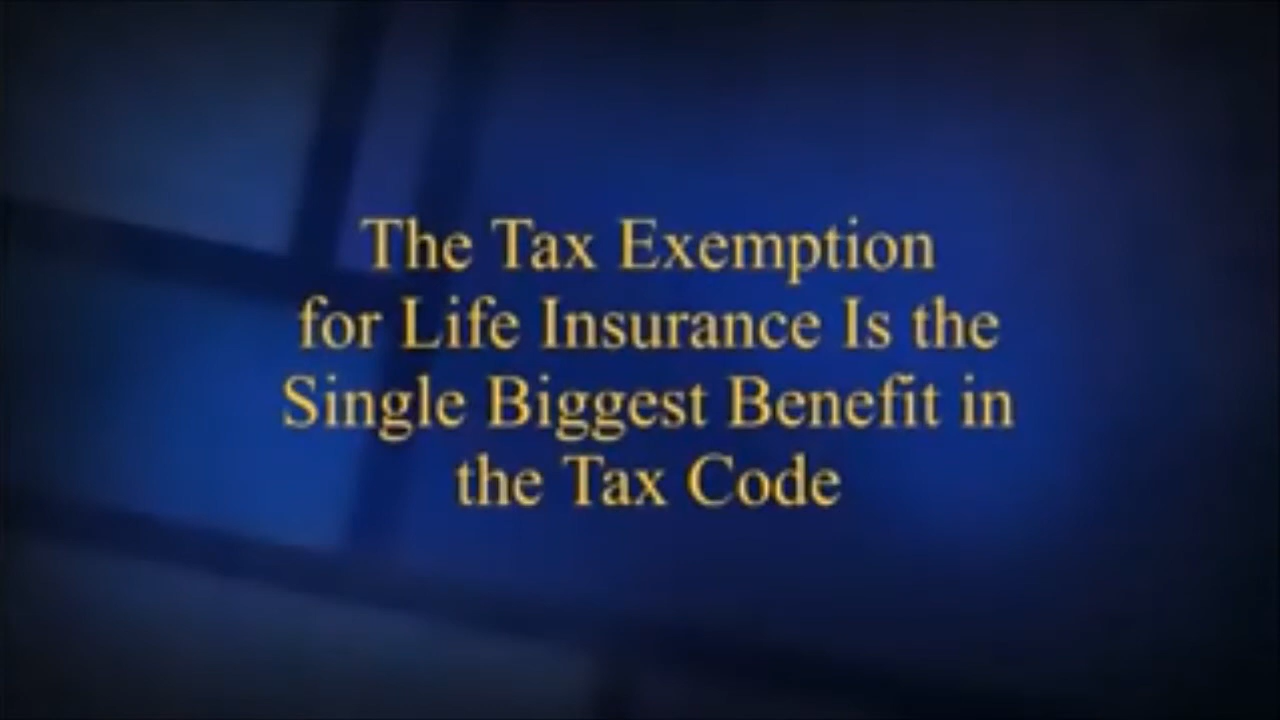 The Tax Exemption
for Life Insurance Is the
Single Biggest Benefit in
the Tax Code